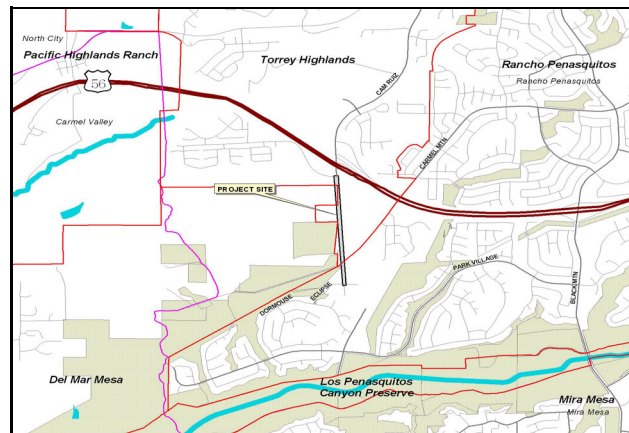 North City
Pacific Highlands Ranch
Torrey Highlands
Rancho Penasquitos
Rancho Penasquitos
56
CAM RUIZ
Carmel Valley
CARMEL MTN
PROJECT SITE
PARK VILLAGE
BLACK MTN
ECLIPSE
DORMOUSE
Del Mar Mesa
Los Penasquitos
Canyon Preserve
Mira Mesa
Mira Mesa